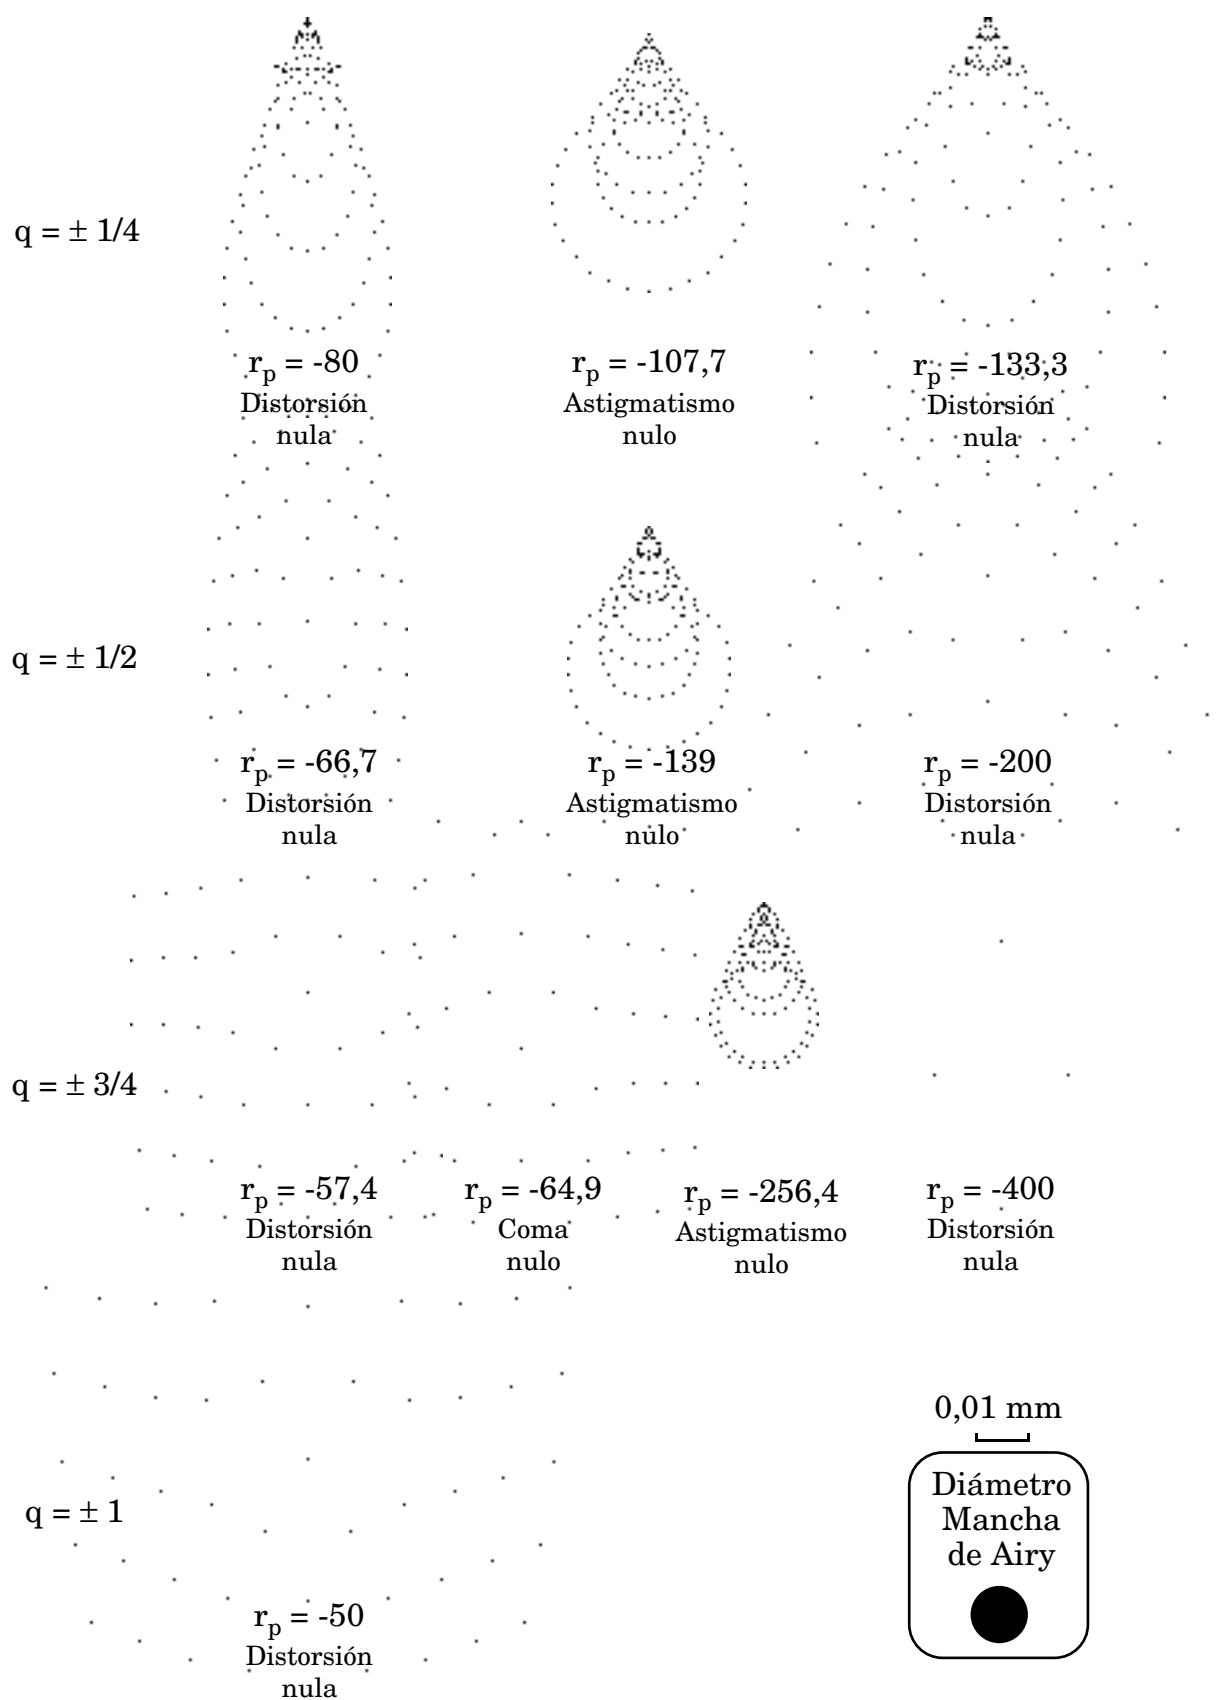 q = ± 1/4
r_p = -80
Distorsión
nula
r_p = -107,7
Astigmatismo
nulo
r_p = -133,3
Distorsión
nula
q = ± 1/2
r_p = -66,7
Distorsión
nula
r_p = -139
Astigmatismo
nulo
r_p = -200
Distorsión
nula
q = ± 3/4
r_p = -57,4
Distorsión
nula
r_p = -64,9
Coma
nulo
r_p = -256,4
Astigmatismo
nulo
r_p = -400
Distorsión
nula
q = ± 1
r_p = -50
Distorsión
nula
0,01 mm
Diámetro
Mancha
de Airy